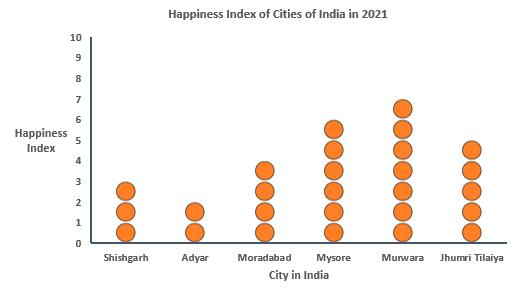 Happiness Index of Cities of India in 2021
10
9
8
7
6
5
4
3
2
1
0
Happiness
Index
Shishgarh Adyar Moradabad Mysore Murwara Jhumri Tilaiya
City in India